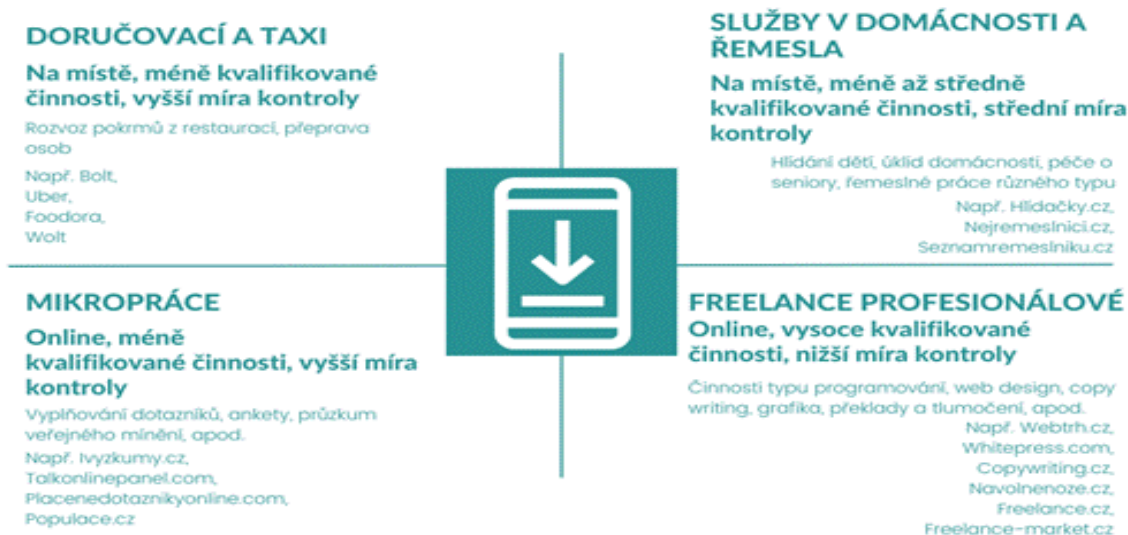 DORUČOVACÍ A TAXI
Na místě, méně kvalifikované
činnosti, vyšší míra kontroly
Rozvoz pokrmů z restaurací, přeprava
osob
Např. Bolt,
Uber,
Foodora,
Wolt
SLUŽBY V DOMÁCNOSTI A
ŘEMESLA
Na místě, méně až středně
kvalifikované činnosti, střední míra
kontroly
Hlídání dětí, úklid domácností, péče o
seniory, řemeslné práce různého typu
Např. Hlídačky.cz,
Nejremeslnici.cz,
Seznamremeslniku.cz
MIKROPRÁCE
Online, méně
kvalifikované činnosti, vyšší míra
kontroly
Vyplňování dotazníků, ankety, průzkum
veřejného mínění, apod.
Např. Ivyzkumy.cz,
Talkonlinepanel.com,
Placenedotaznikyonline.com,
Populace.cz
FREELANCE PROFESIONÁLOVÉ
Online, vysoce kvalifikované
činnosti, nižší míra kontroly
Činnosti typu programování, web design, copy
writing, grafika, překlady a tlumočení, apod.
Např. Webtrh.cz,
Whitepress.com,
Copywriting.cz,
Navolnenoze.cz,
Freelance.cz,
Freelance-market.cz